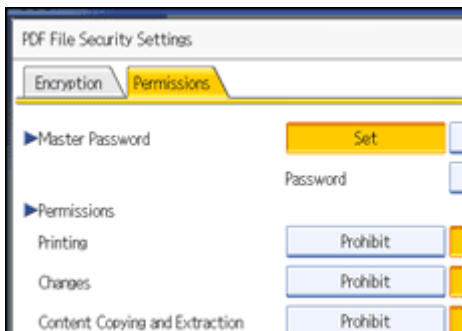 PDF File Security Settings
Encryption Permissions
▶Master Password Set
Password
▶Permissions
Printing Prohibit
Changes Prohibit
Content Copying and Extraction Prohibit